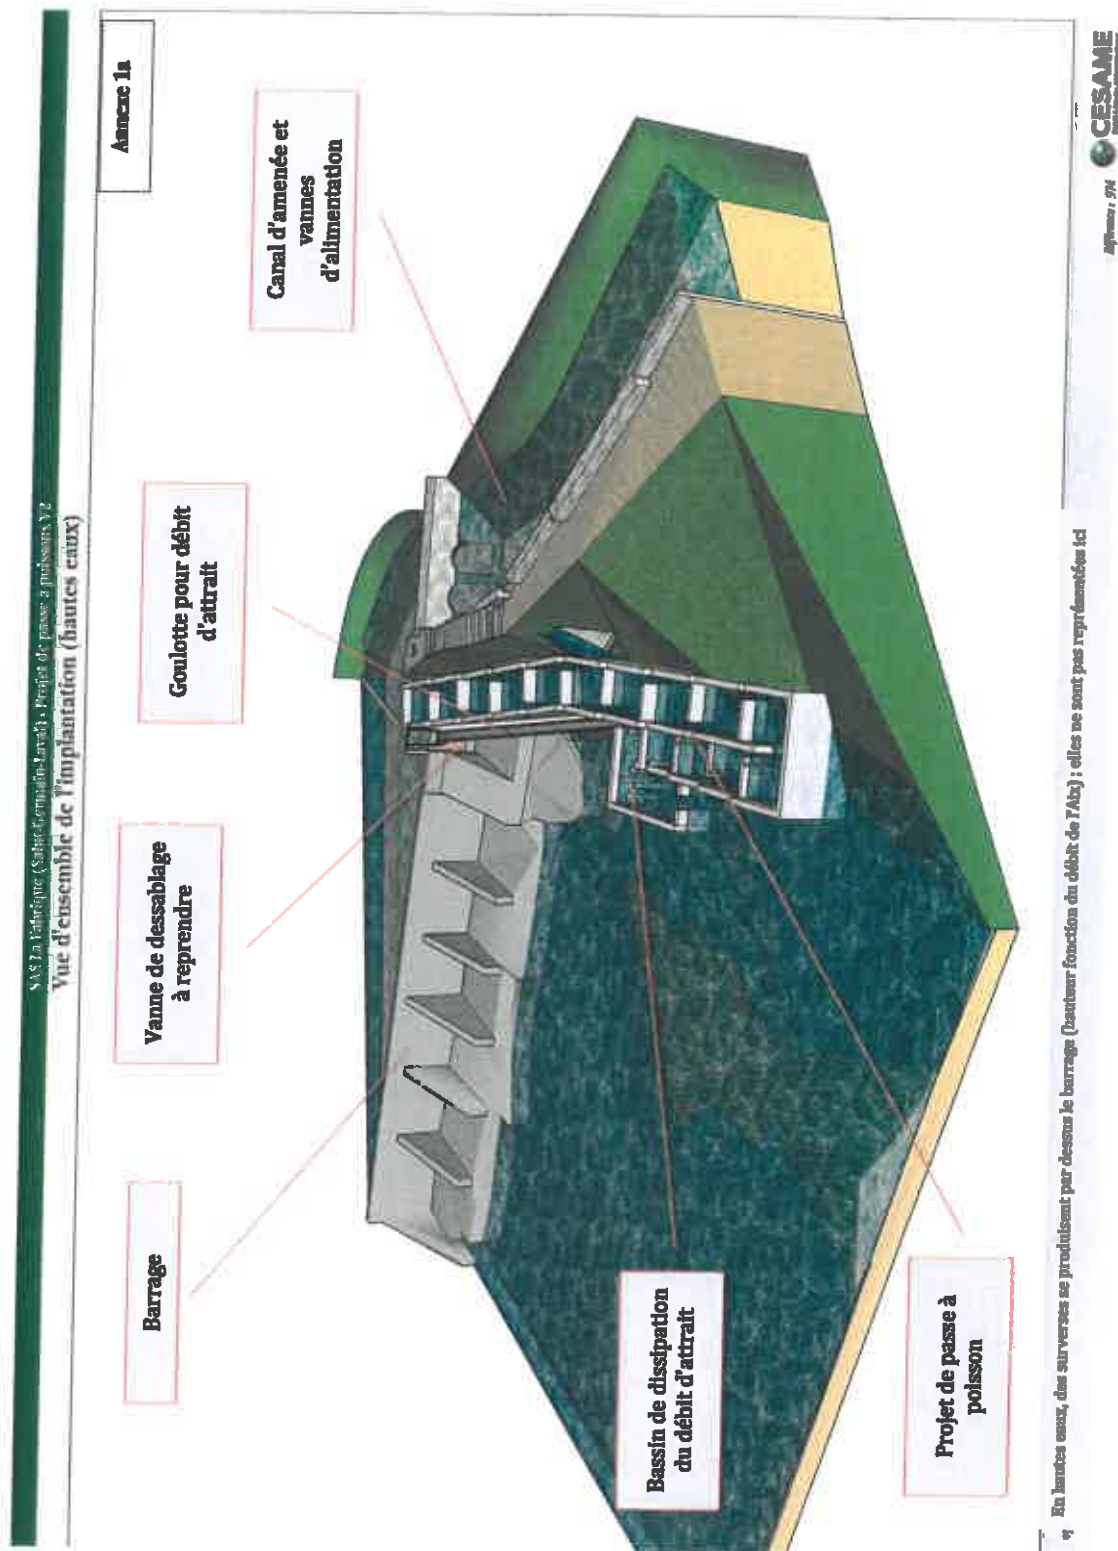 SAS La Fabrique (Saint-Germain-Laval) - Projet de passe à poissons V2
Vue d'ensemble de l'implantation (hautes eaux)
Annexe 1a
Barrage
Vanne de dessablage
à reprendre
Goulotte pour débit
d'attrait
Canal d'amenée et
vannes
d'alimentation
Bassin de dissipation
du débit d'attrait
Projet de passe à
poisson
En hautes eaux, des surverses se produisent par dessus le barrage (hauteur fonction du débit de l'Aix) ; elles ne sont pas représentées ici
CESAME